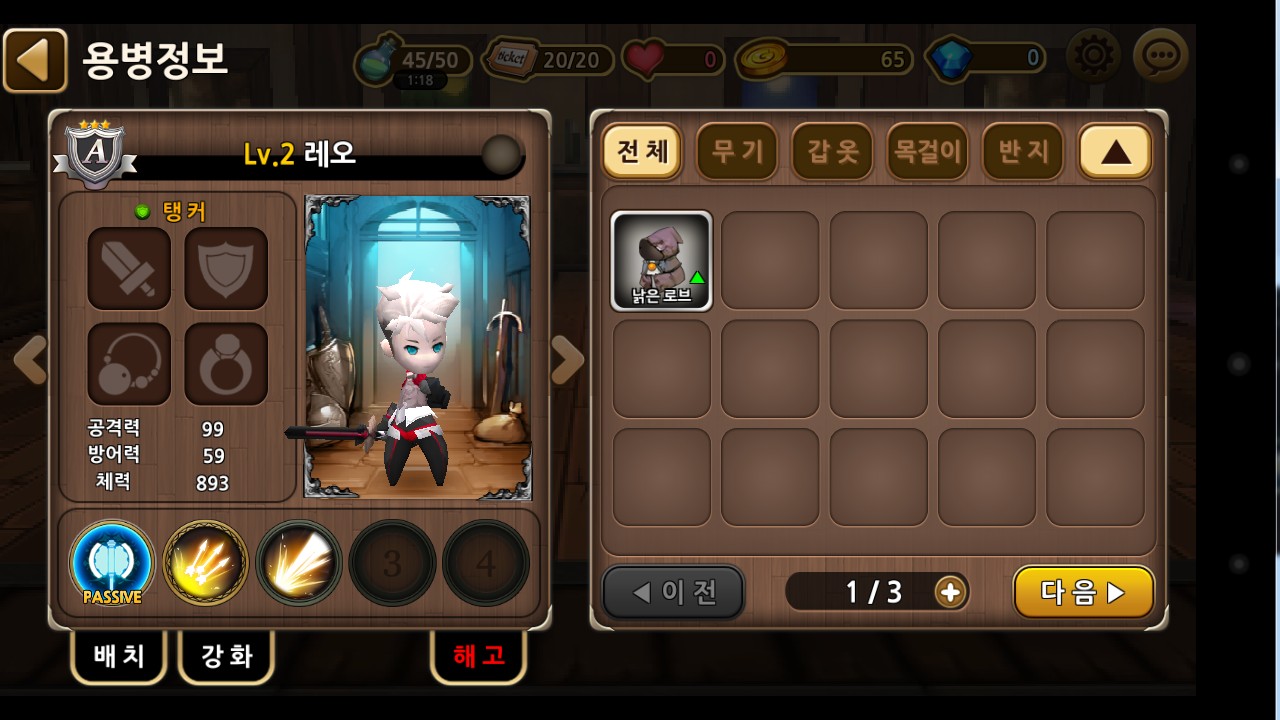 용병정보
45/50
1:18
ticket
20/20
0
65
0
A
Lv.2 레오
탱커
공격력 99
방어력 59
체력 893
PASSIVE
3
4
배치
강화
해고
전체
무기
갑옷
목걸이
반지
▲
낡은 로브
◀ 이전
1 / 3
+
다음 ▶